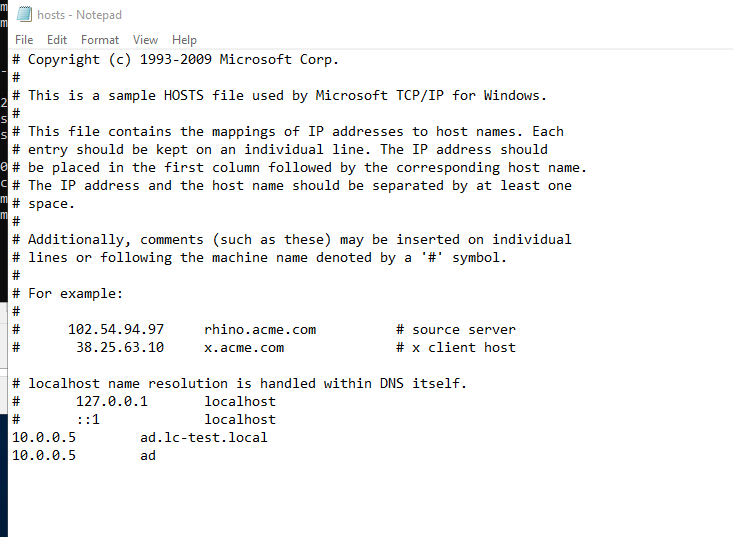 hosts - Notepad
File Edit Format View Help
# Copyright (c) 1993-2009 Microsoft Corp.
#
# This is a sample HOSTS file used by Microsoft TCP/IP for Windows.
#
# This file contains the mappings of IP addresses to host names. Each
# entry should be kept on an individual line. The IP address should
# be placed in the first column followed by the corresponding host name.
# The IP address and the host name should be separated by at least one
# space.
#
# Additionally, comments (such as these) may be inserted on individual
# lines or following the machine name denoted by a '#' symbol.
#
# For example:
#
#      102.54.94.97     rhino.acme.com          # source server
#       38.25.63.10     x.acme.com              # x client host

# localhost name resolution is handled within DNS itself.
#       127.0.0.1       localhost
#       ::1             localhost
10.0.0.5        ad.lc-test.local
10.0.0.5        ad